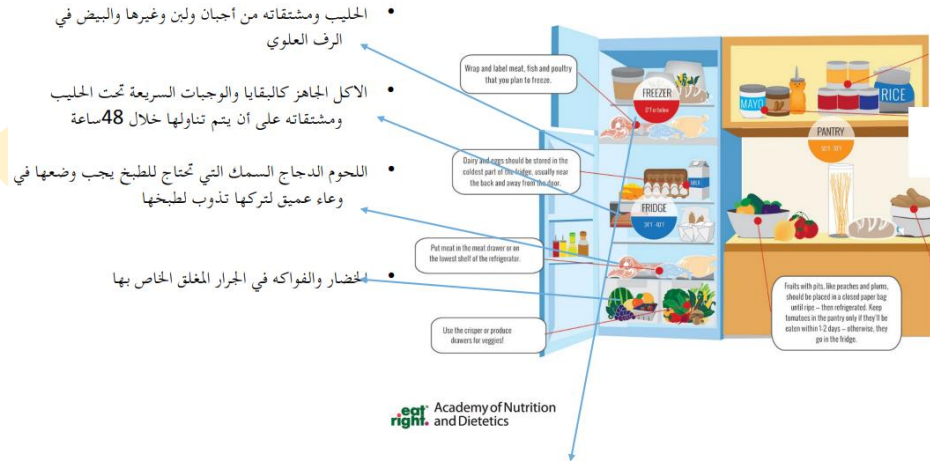 • الحليب ومشتقاته من أجبان ولبن وغيرها والبيض في
الرف العلوي
• الاكل الجاهز كالبقايا والوجبات السريعة تحت الحليب
ومشتقاته على أن يتم تناولها خلال 48ساعة
• اللحوم الدجاج السمك التي تحتاج للطبخ يجب وضعها في
وعاء عميق لتركها تذوب لطبخها
• الخضار والفواكه في الجرار المغلق الخاص بها
Wrap and label meat, fish and poultry
that you plan to freeze.
FREEZER
Dairy and eggs should be stored in the
coldest part of the fridge, usually near
the back and away from the door.
MILK
FRIDGE
Put meat in the meat drawer or on
the lowest shelf of the refrigerator.
Use the crisper or produce
drawers for veggies!
MAYO
RICE
PANTRY
Fruits with pits, like peaches and plums,
should be placed in a closed paper bag
until ripe – then refrigerated. Keep
tomatoes in the pantry only if they'll be
eaten within 1-2 days – otherwise, they
go in the fridge.
eat right. Academy of Nutrition
and Dietetics